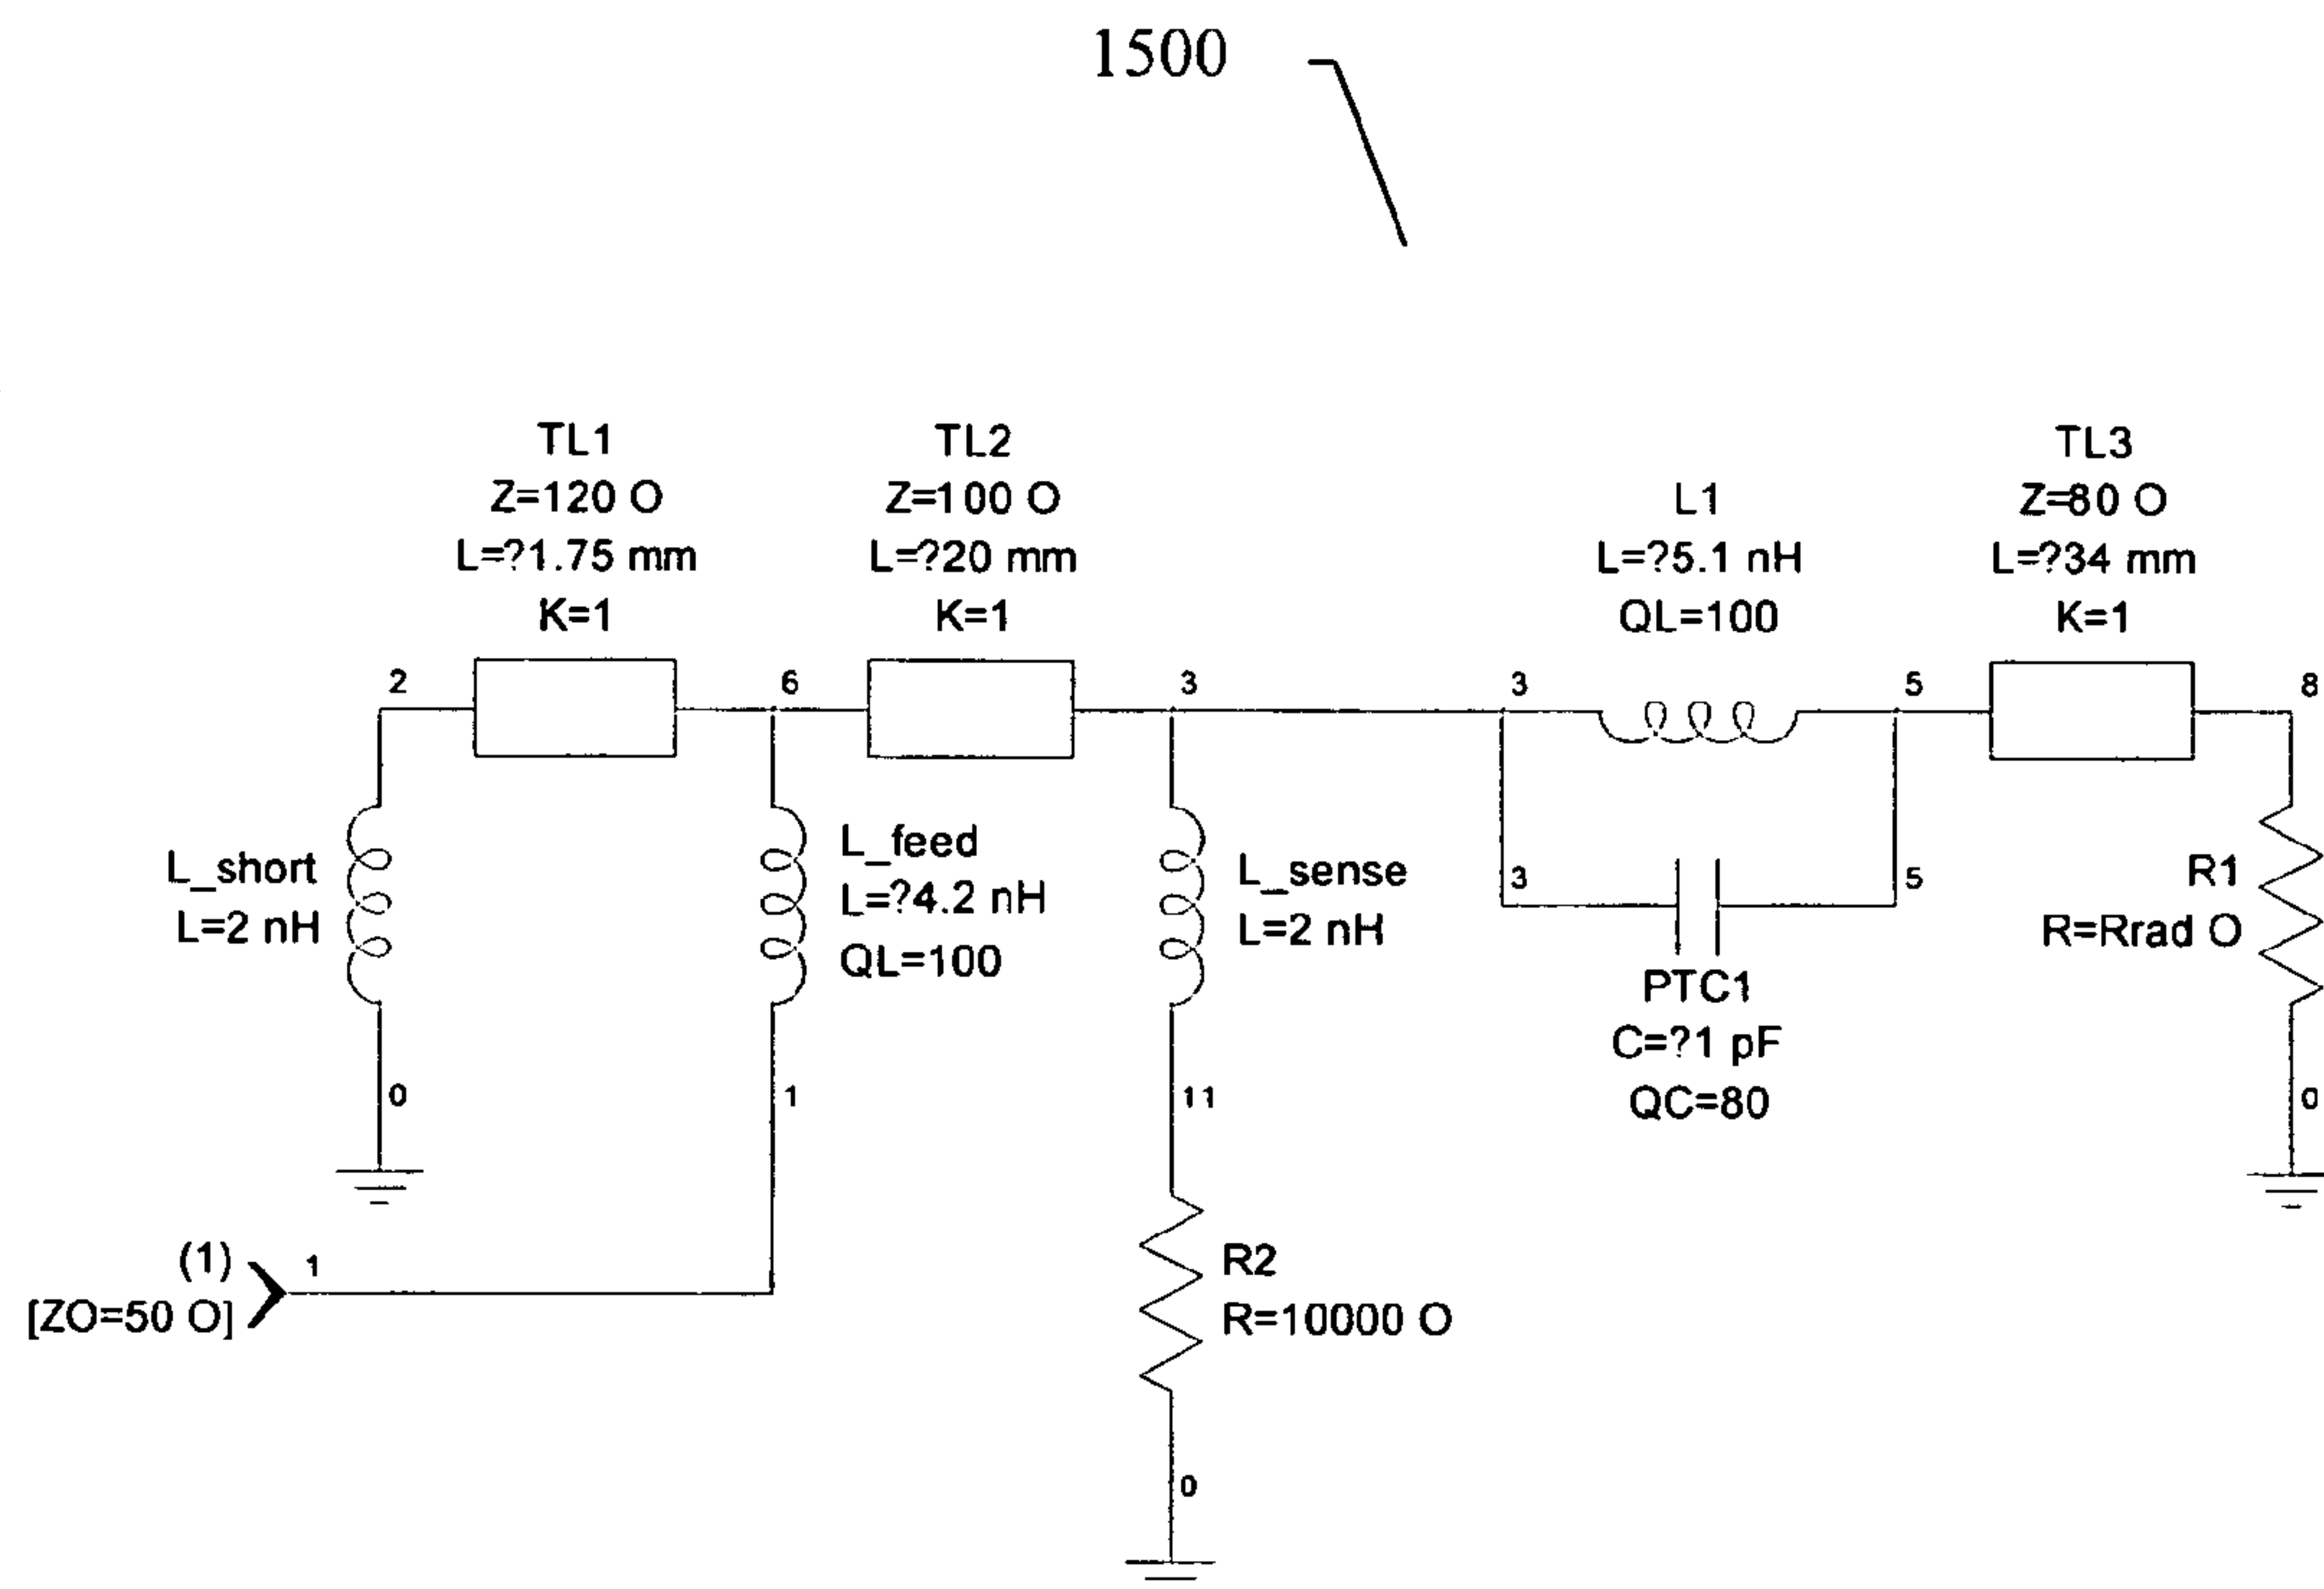 1500
TL1
Z=120 O
L=?1.75 mm
K=1
TL2
Z=100 O
L=?20 mm
K=1
L1
L=?5.1 nH
QL=100
TL3
Z=80 O
L=?34 mm
K=1
2
6
3
3
5
8
L_short
L=2 nH
L_feed
L=?4.2 nH
QL=100
L_sense
L=2 nH
3
5
PTC1
C=?1 pF
QC=80
R1
R=Rrad O
0
1
11
0
(1)
[ZO=50 O]
1
R2
R=10000 O
0